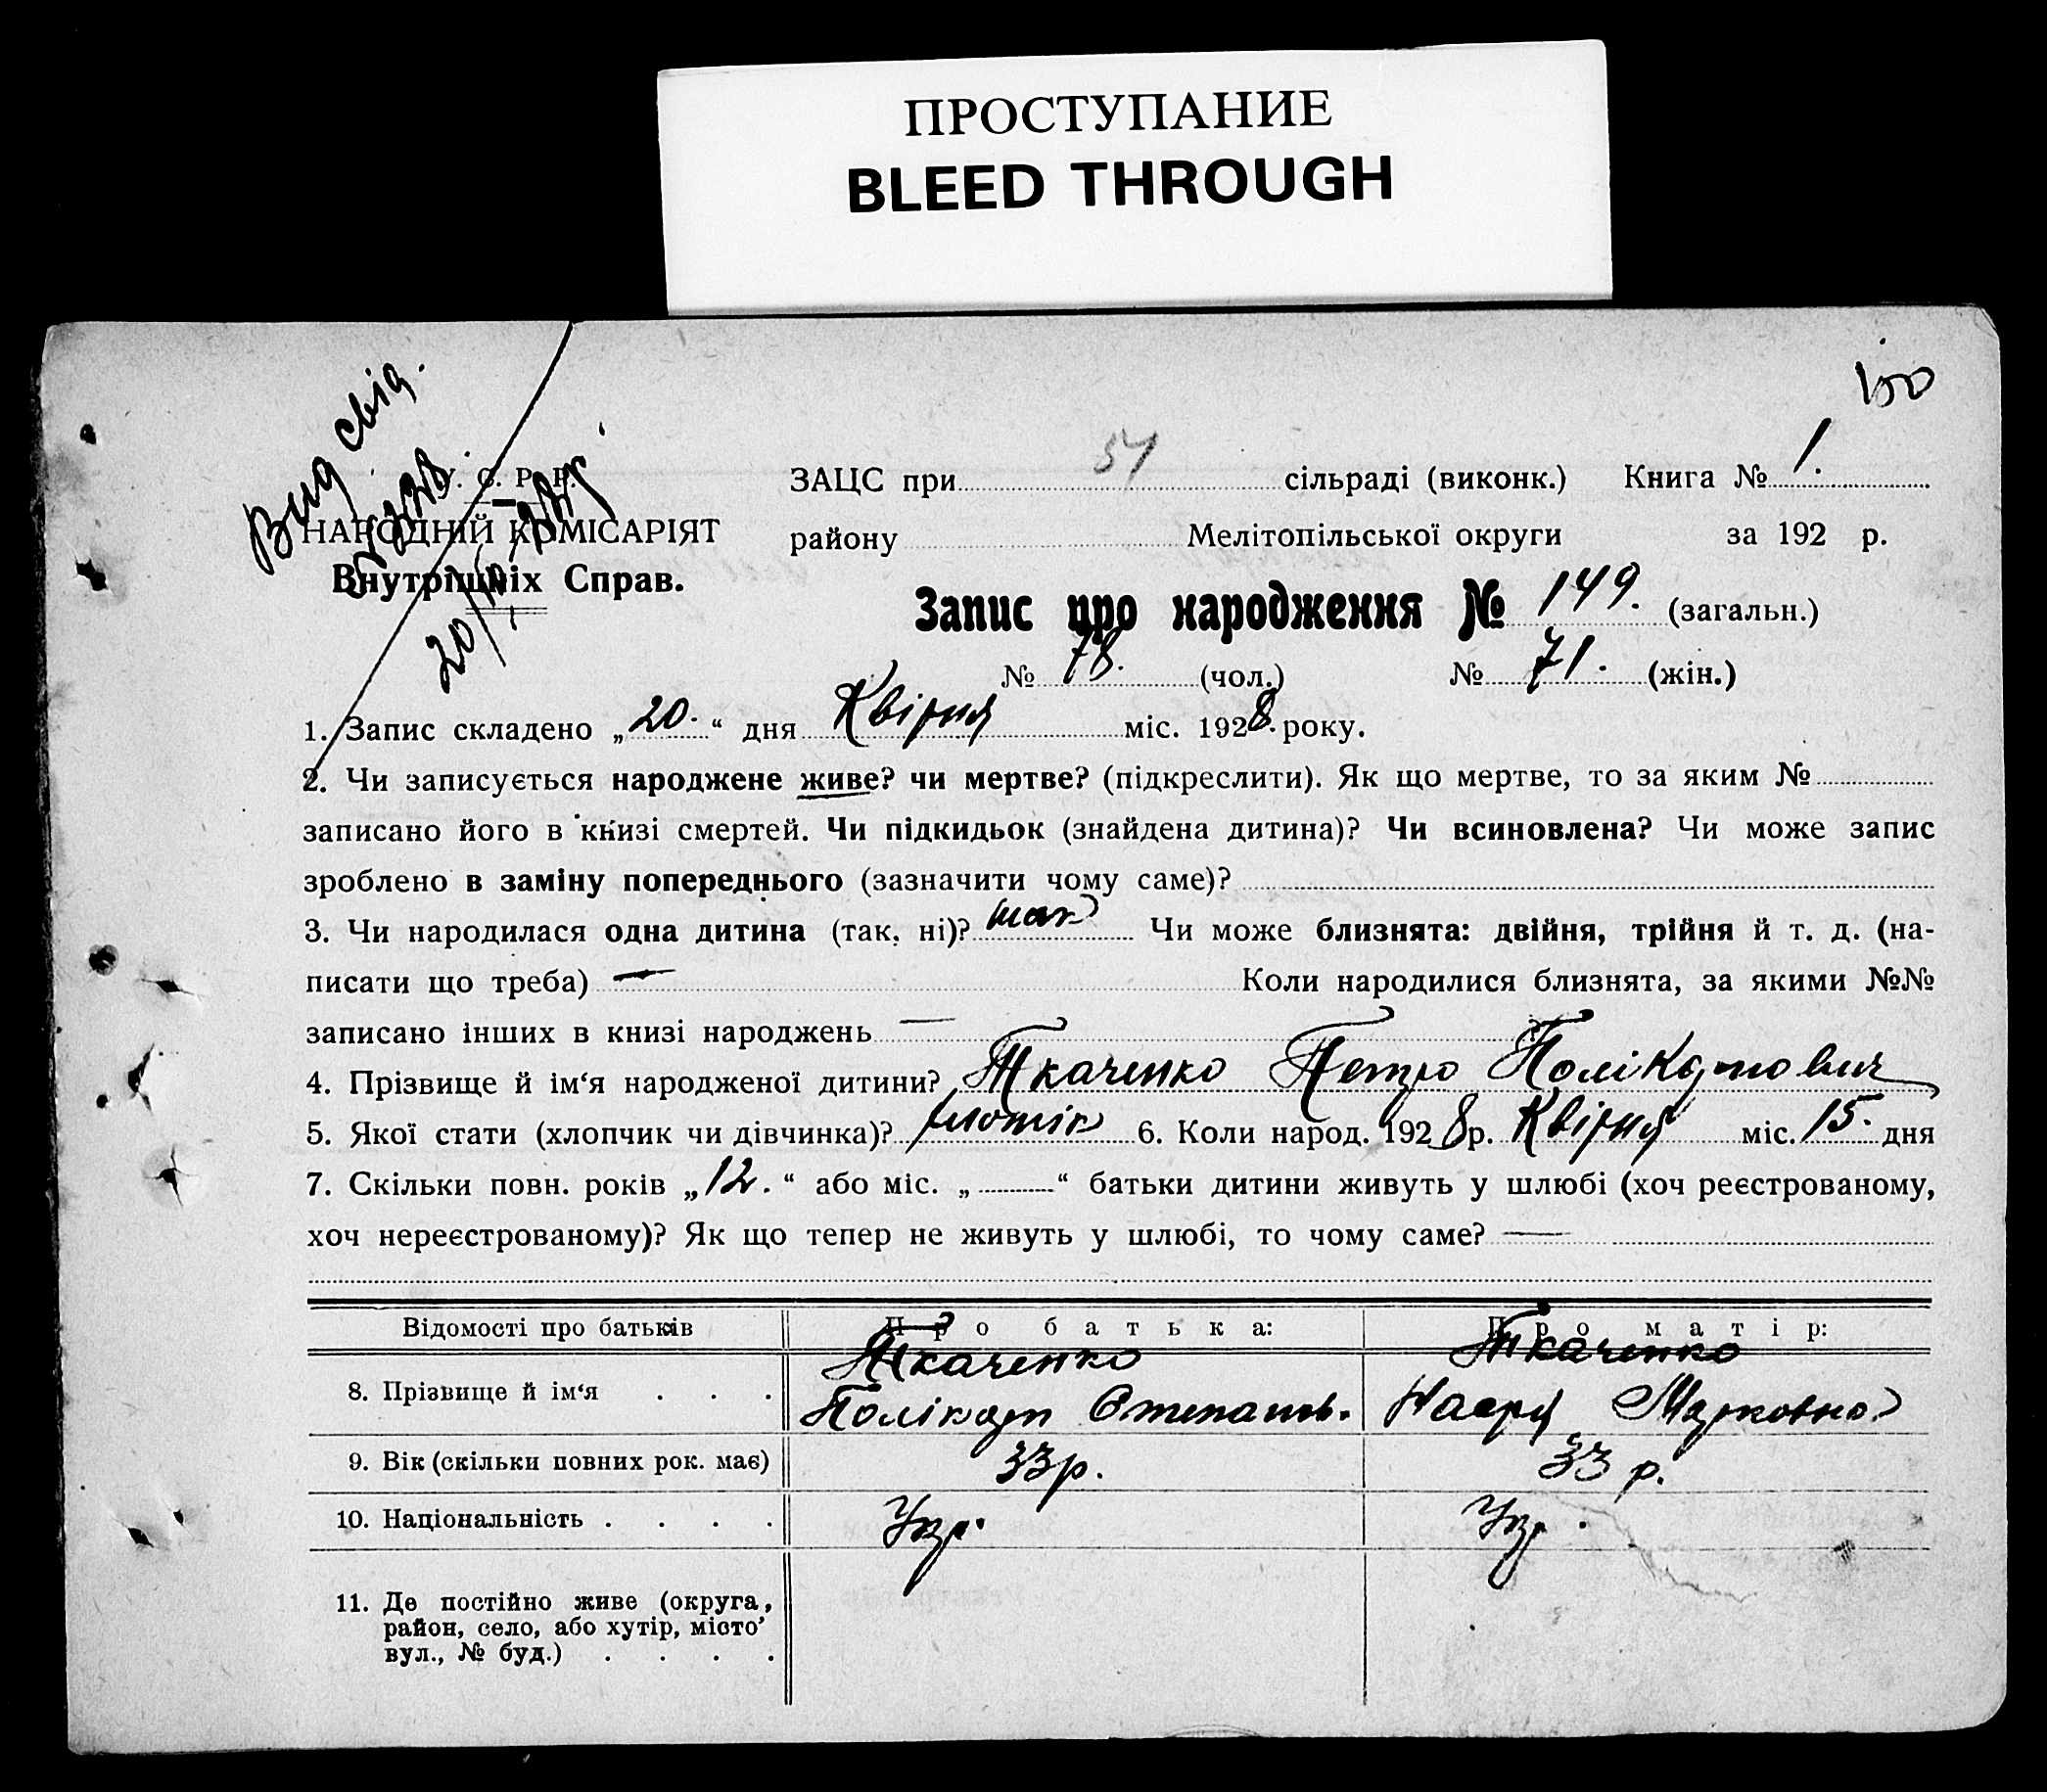 ПРОСТУПАНИЕ
BLEED THROUGH
150
Вид свід.
У. С. Р. Р.
НАРОДНІЙ КОМІСАРІЯТ
Внутрішніх Справ.
20/
ЗАЦС при 51 сільраді (виконк.) Книга № 1.
району Мелітопільської округи за 192 р.
Запис про народження № 149. (загальн.)
№ 78. (чол.) № 71. (жін.)
1. Запис складено „20.“ дня Квітня міс. 1928. року.
2. Чи записується народжене живе? чи мертве? (підкреслити). Як що мертве, то за яким №
записано його в книзі смертей. Чи підкидьок (знайдена дитина)? Чи всиновлена? Чи може запис
зроблено в заміну попереднього (зазначити чому саме)?
3. Чи народилася одна дитина (так, ні)? так Чи може близнята: двійня, трійня й т. д. (на-
писати що треба) — Коли народилися близнята, за якими №№
записано інших в книзі народжень —
4. Прізвище й ім‘я народженої дитини? Ткаченко Петро Полікарпович
5. Якої стати (хлопчик чи дівчинка)? 6. Коли народ. 1928 р. Квітня міс. 15. дня
7. Скільки повн. років „12.“ або міс. „ “ батьки дитини живуть у шлюбі (хоч реєстрованому,
хоч нереєстрованому)? Як що тепер не живуть у шлюбі, то чому саме? —
Відомості про батьків Про батька: Про матір:
8. Прізвище й ім‘я . . . Ткаченко Полікарп Степанов. Ткаченко Марковна
9. Вік (скільки повних рок. має) 33 р. 33 р.
10. Національність . . . . Укр. Укр.
11. Де постійно живе (округа,
район, село, або хутір, місто’
вул., № буд.) . . . .